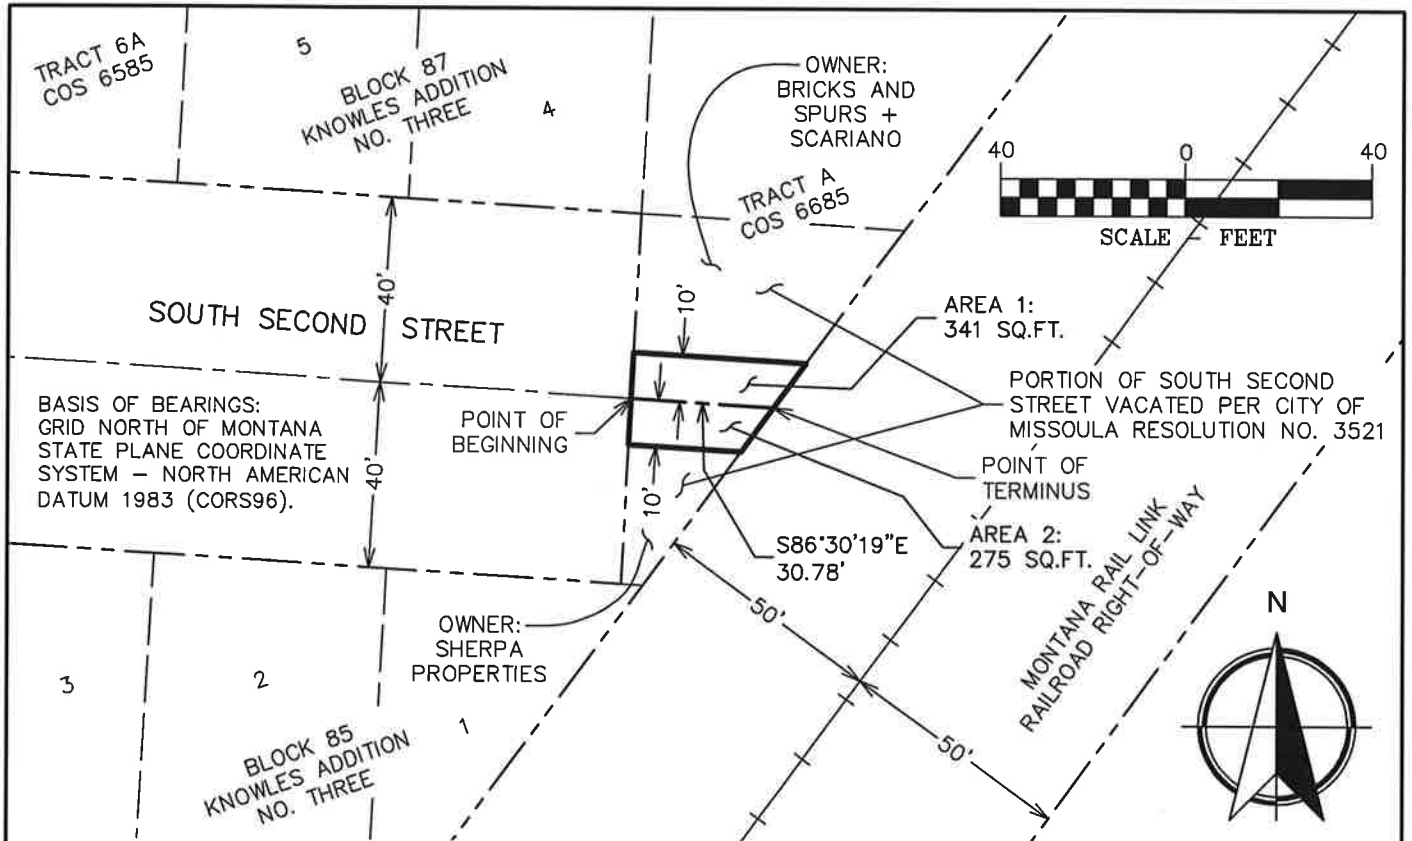 TRACT 6A
COS 6585
5
BLOCK 87
KNOWLES ADDITION
NO. THREE
4
OWNER:
BRICKS AND
SPURS +
SCARIANO
TRACT A
COS 6685
40 0 40
SCALE – FEET
40'
SOUTH SECOND STREET
10'
AREA 1:
341 SQ.FT.
PORTION OF SOUTH SECOND
STREET VACATED PER CITY OF
MISSOULA RESOLUTION NO. 3521
BASIS OF BEARINGS:
GRID NORTH OF MONTANA
STATE PLANE COORDINATE
SYSTEM – NORTH AMERICAN
DATUM 1983 (CORS96).
40'
POINT OF
BEGINNING
10'
POINT OF
TERMINUS
S86°30'19"E
30.78'
AREA 2:
275 SQ.FT.
MONTANA RAIL LINK
RAILROAD RIGHT-OF-WAY
50'
50'
OWNER:
SHERPA
PROPERTIES
N
3
2
1
BLOCK 85
KNOWLES ADDITION
NO. THREE